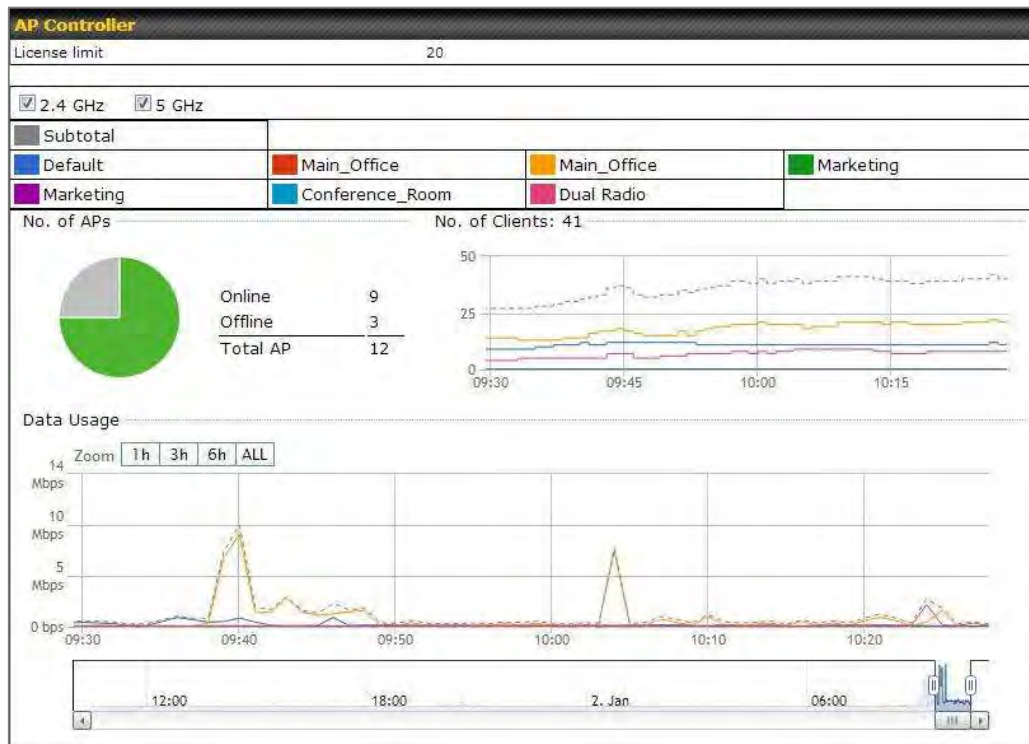 AP Controller
License limit 20
2.4 GHz 5 GHz
Subtotal
Default Main_Office Main_Office Marketing
Marketing Conference_Room Dual Radio
No. of APs No. of Clients: 41
50
25
0
09:30 09:45 10:00 10:15
Online 9
Offline 3
Total AP 12
Data Usage
Zoom 1h 3h 6h ALL
14
Mbps
10
Mbps
5
Mbps
0 bps
09:30 09:40 09:50 10:00 10:10 10:20
12:00 18:00 2. Jan 06:00